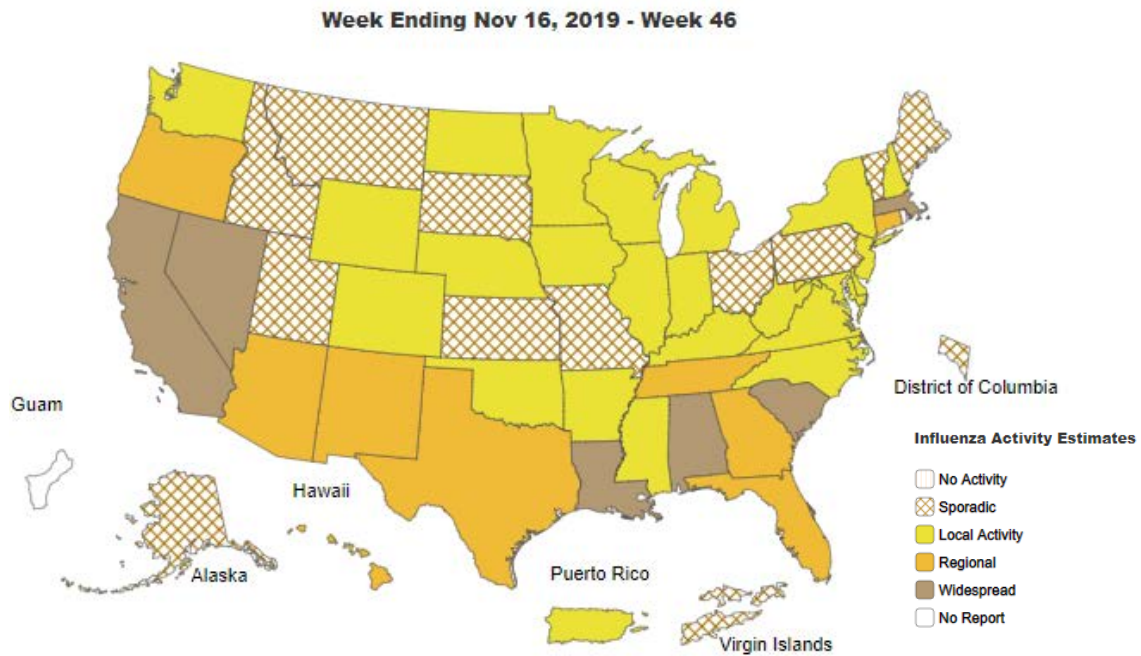 Week Ending Nov 16, 2019 - Week 46
District of Columbia
Guam
Hawaii
Alaska
Puerto Rico
Virgin Islands
Influenza Activity Estimates
No Activity
Sporadic
Local Activity
Regional
Widespread
No Report